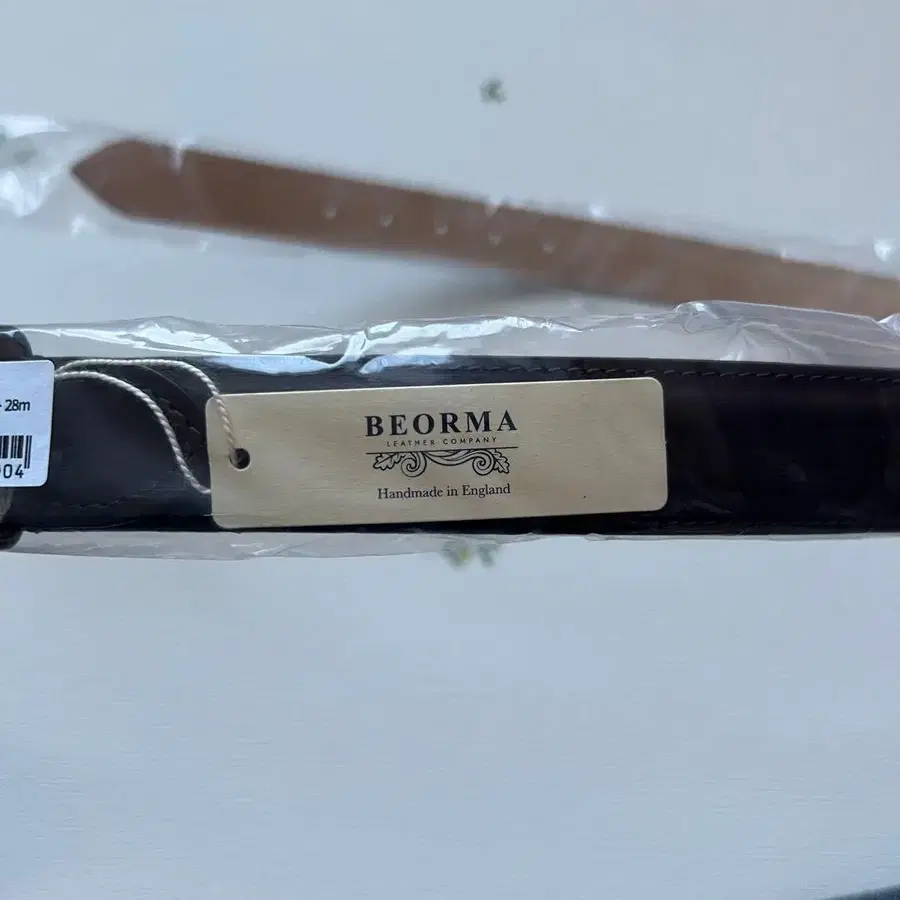 28m
04
BEORMA
LEATHER COMPANY
Handmade in England